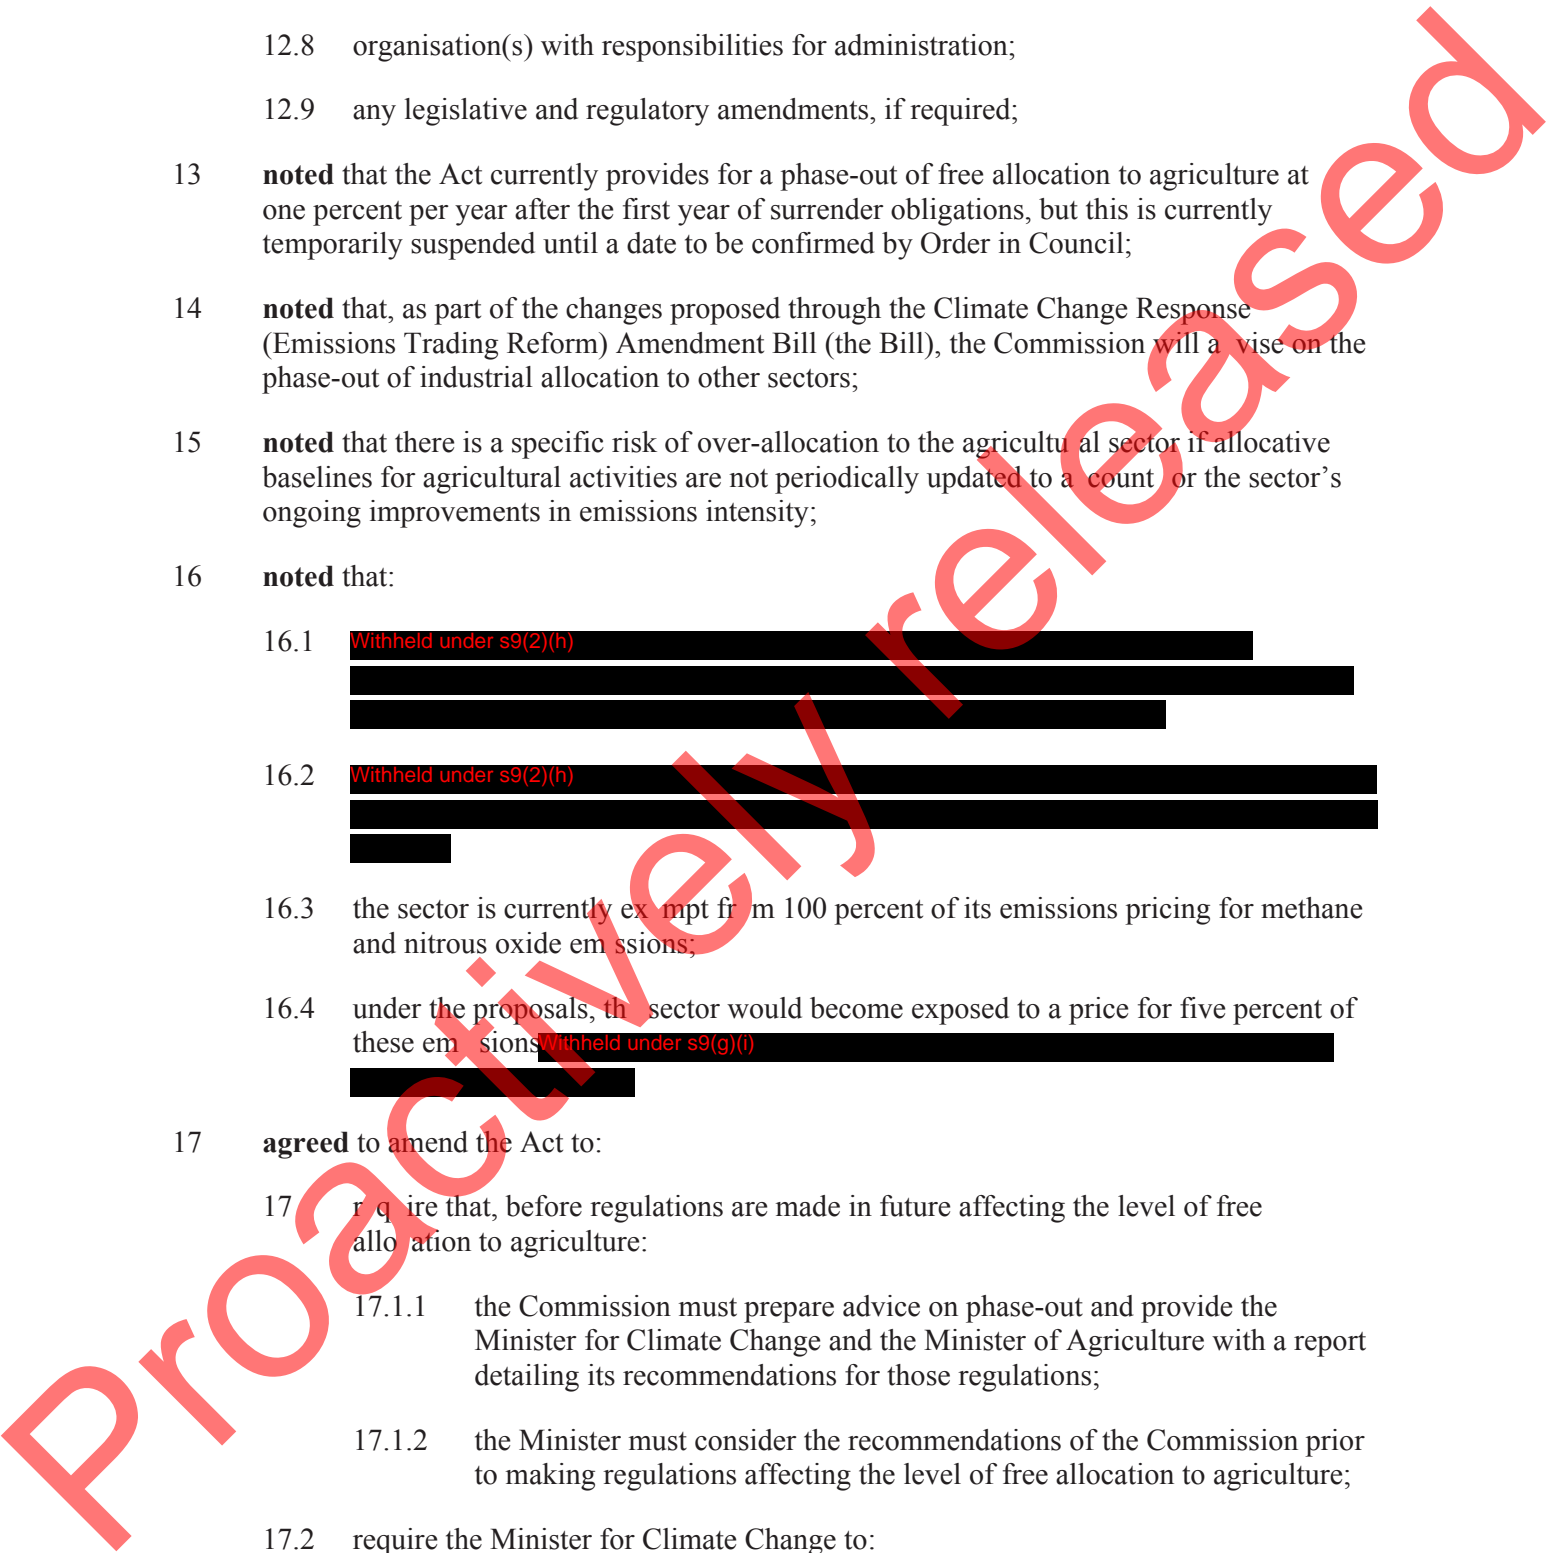 12.8 organisation(s) with responsibilities for administration;
12.9 any legislative and regulatory amendments, if required;
13 noted that the Act currently provides for a phase-out of free allocation to agriculture at
one percent per year after the first year of surrender obligations, but this is currently
temporarily suspended until a date to be confirmed by Order in Council;
14 noted that, as part of the changes proposed through the Climate Change Response
(Emissions Trading Reform) Amendment Bill (the Bill), the Commission will a vise on the
phase-out of industrial allocation to other sectors;
15 noted that there is a specific risk of over-allocation to the agricultu al sector if allocative
baselines for agricultural activities are not periodically updated to a count or the sector's
ongoing improvements in emissions intensity;
16 noted that:
16.1 Withheld under s9(2)(h)
16.2 Withheld under s9(2)(h)
16.3 the sector is currently ex mpt fr m 100 percent of its emissions pricing for methane
and nitrous oxide em ssions;
16.4 under the proposals, th sector would become exposed to a price for five percent of
these em sions Withheld under s9(g)(i)
17 agreed to amend the Act to:
17 r q ire that, before regulations are made in future affecting the level of free
allo ation to agriculture:
17.1.1 the Commission must prepare advice on phase-out and provide the
Minister for Climate Change and the Minister of Agriculture with a report
detailing its recommendations for those regulations;
17.1.2 the Minister must consider the recommendations of the Commission prior
to making regulations affecting the level of free allocation to agriculture;
17.2 require the Minister for Climate Change to:
Proactively released